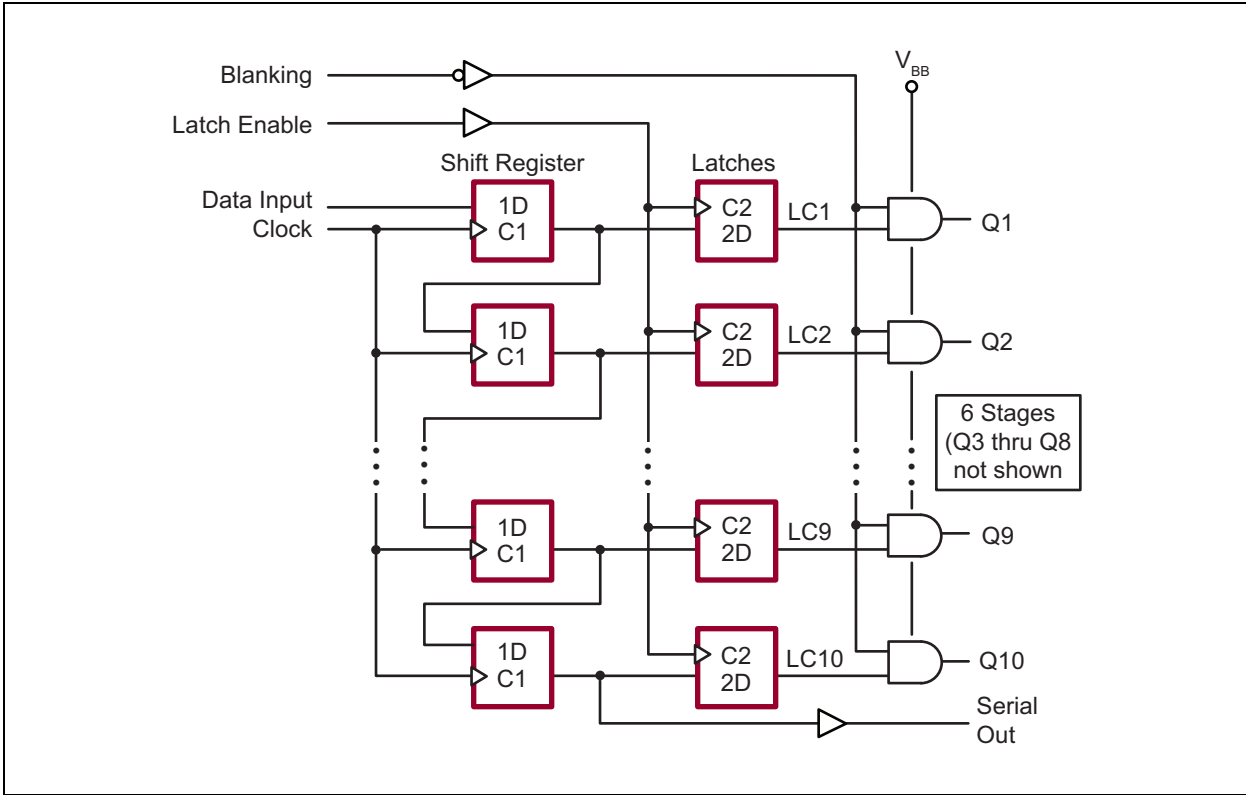 Blanking
V_BB
Latch Enable
Shift Register
Latches
Data Input
Clock
1D
C1
C2
2D
LC1
Q1
1D
C1
C2
2D
LC2
Q2
6 Stages
(Q3 thru Q8
not shown
1D
C1
C2
2D
LC9
Q9
1D
C1
C2
2D
LC10
Q10
Serial
Out